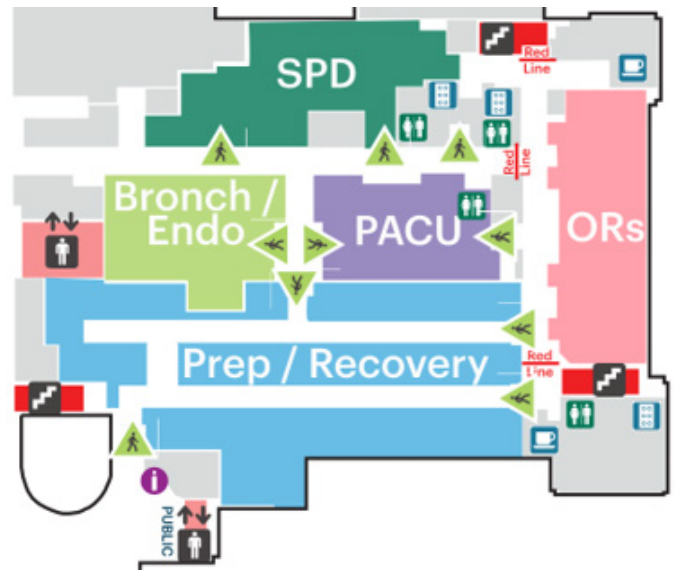 SPD
Red
Line
Red
Line
Bronch /
Endo
PACU
ORs
Prep / Recovery
Red
Line
i
PUBLIC